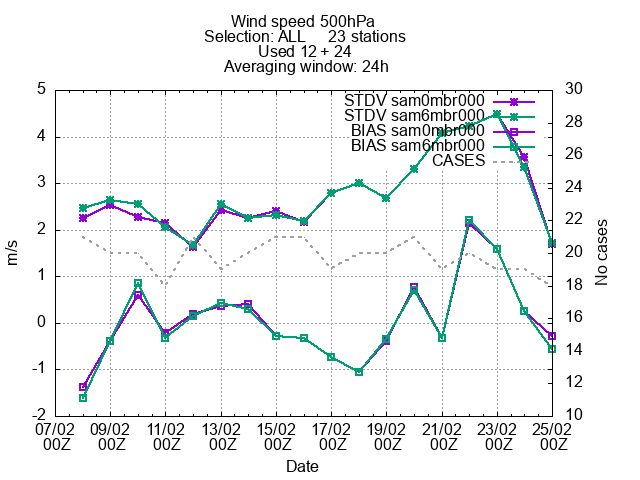 Wind speed 500hPa
Selection: ALL 23 stations
Used 12 + 24
Averaging window: 24h
STDV sam0mbr000
STDV sam6mbr000
BIAS sam0mbr000
BIAS sam6mbr000
CASES
5
4
3
2
1
0
-1
-2
m/s
30
28
26
24
22
20
18
16
14
12
10
No cases
07/02 09/02 11/02 13/02 15/02 17/02 19/02 21/02 23/02 25/02
00Z 00Z 00Z 00Z 00Z 00Z 00Z 00Z 00Z 00Z
Date